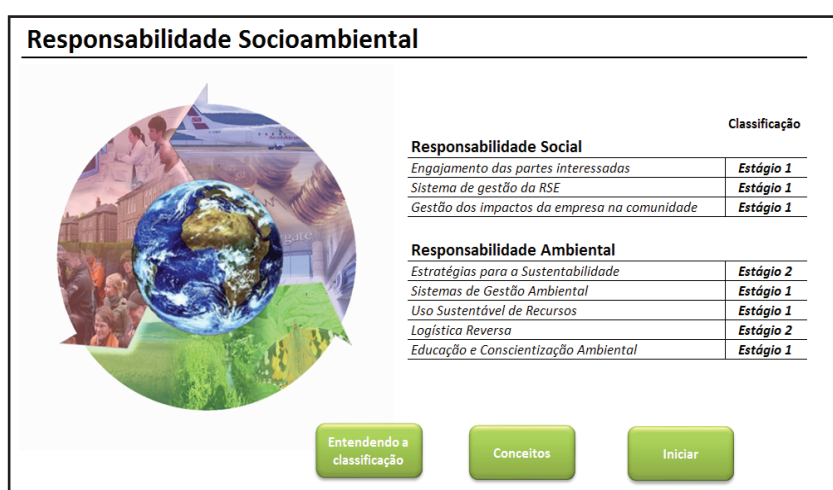 Responsabilidade Socioambiental
Classificação
Responsabilidade Social
Engajamento das partes interessadas Estágio 1
Sistema de gestão da RSE Estágio 1
Gestão dos impactos da empresa na comunidade Estágio 1
Responsabilidade Ambiental
Estratégias para a Sustentabilidade Estágio 2
Sistemas de Gestão Ambiental Estágio 1
Uso Sustentável de Recursos Estágio 1
Logística Reversa Estágio 2
Educação e Conscientização Ambiental Estágio 1
Entendendo a
classificação
Conceitos
Iniciar